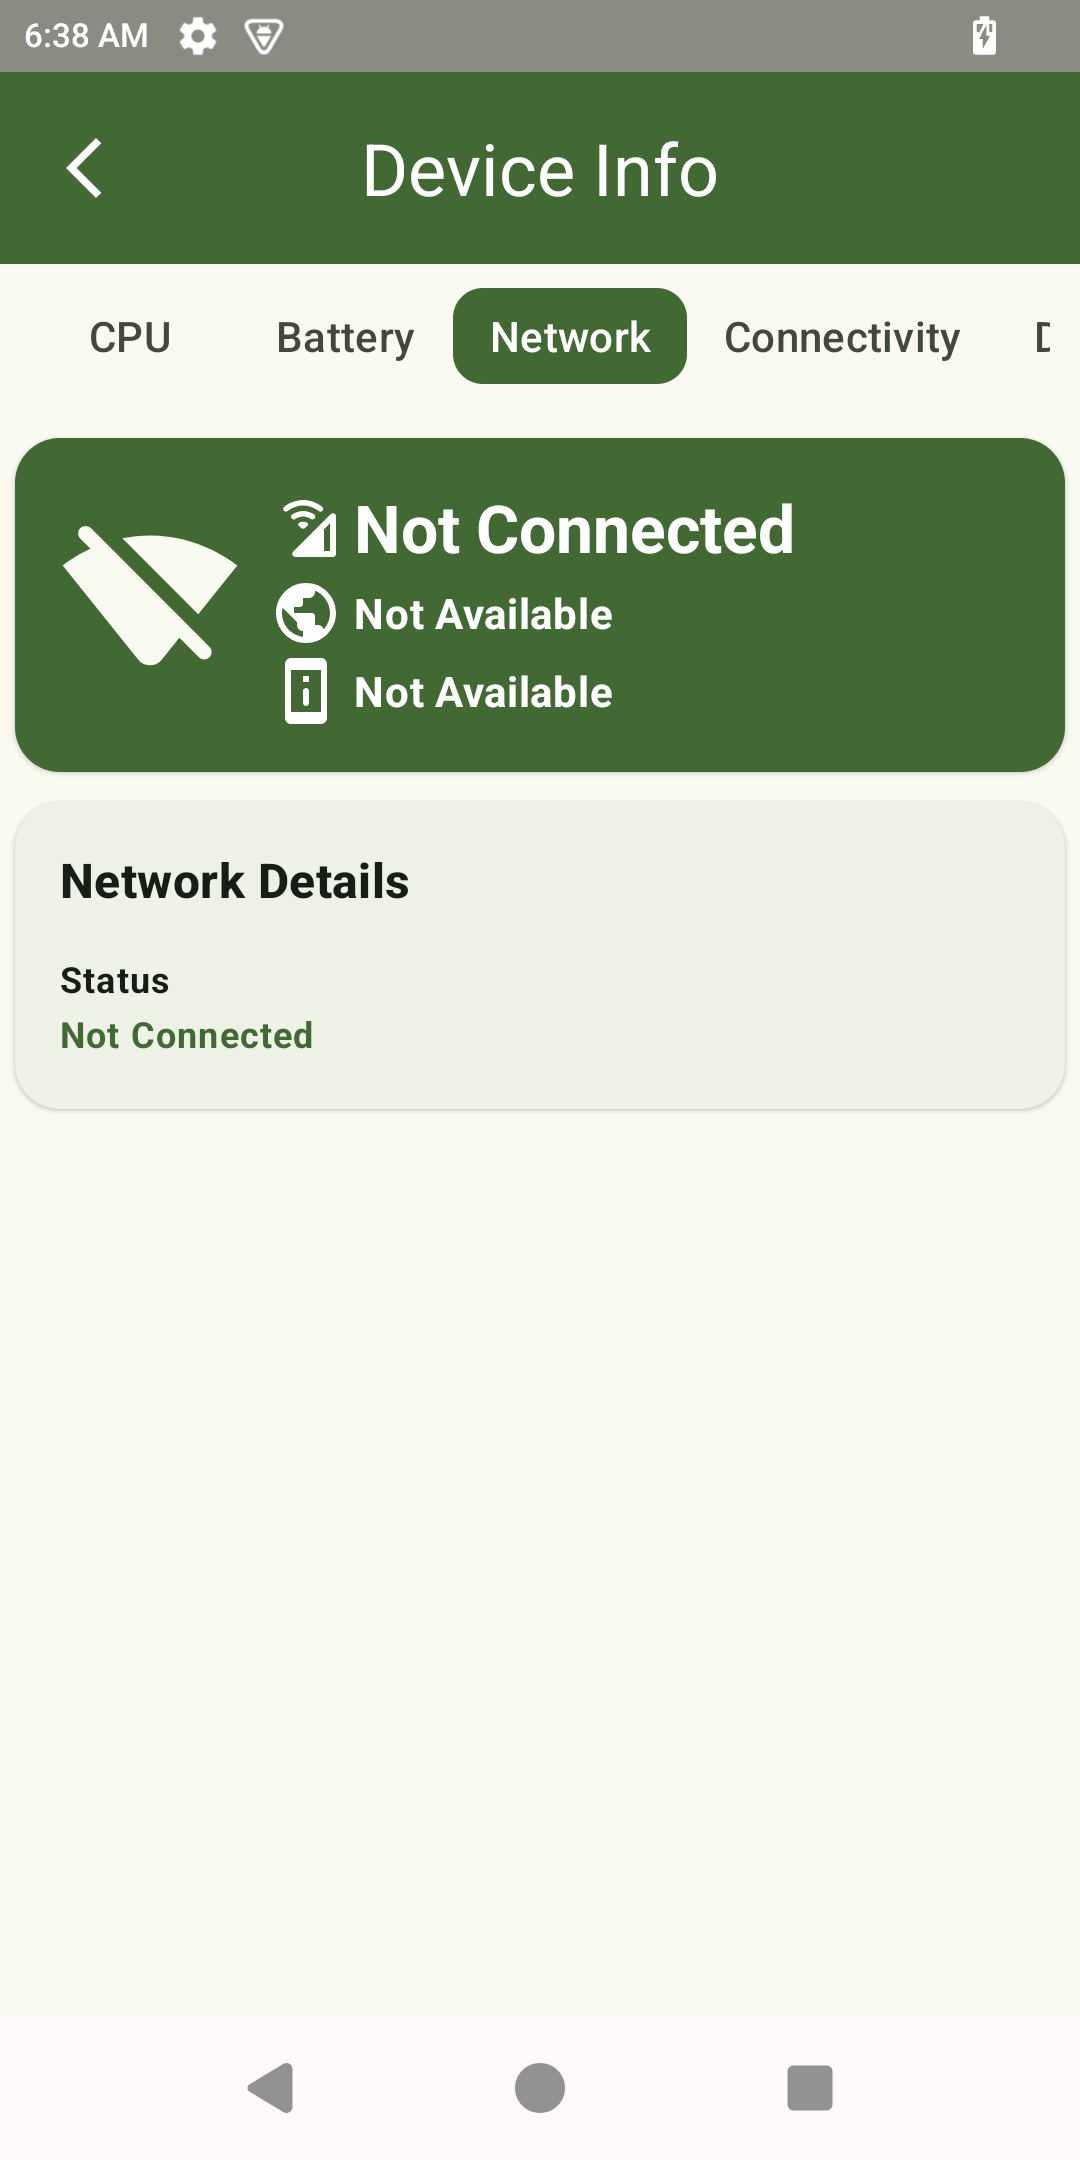 6:38 AM
Device Info
CPU
Battery
Network
Connectivity
Not Connected
Not Available
Not Available
Network Details
Status
Not Connected